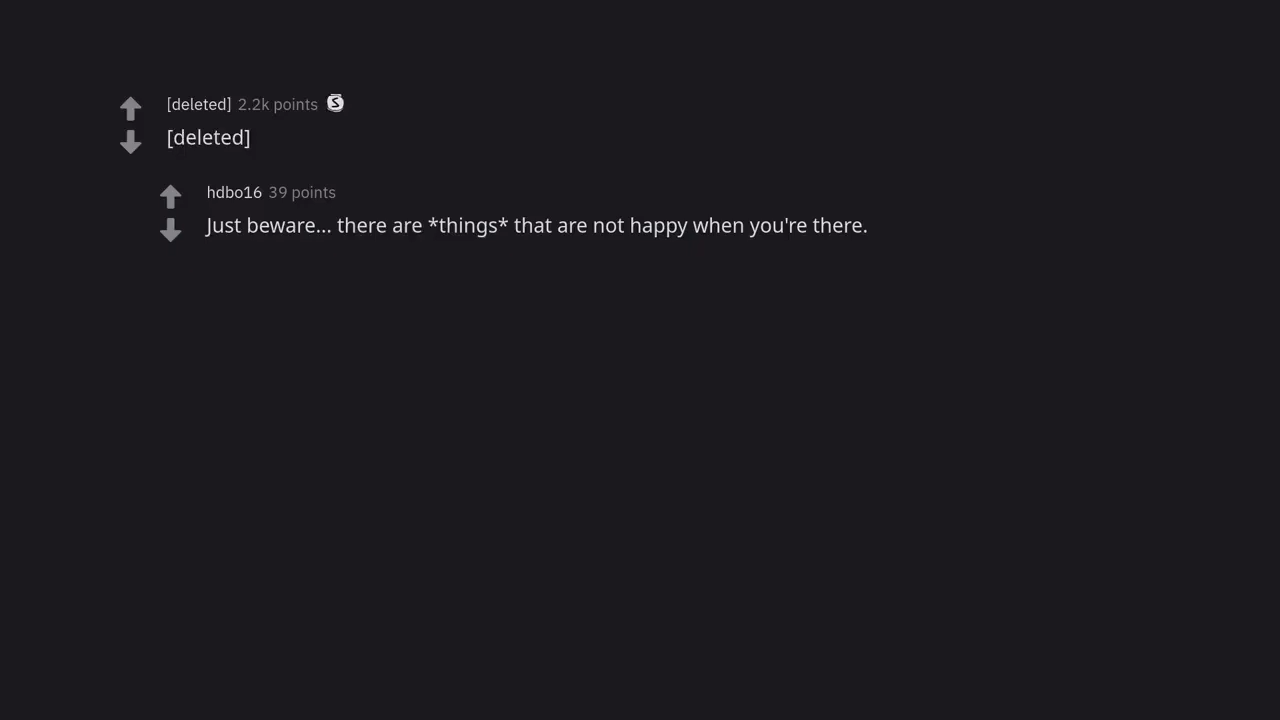 [deleted] 2.2k points S
[deleted]
hdbo16 39 points
Just beware... there are *things* that are not happy when you're there.